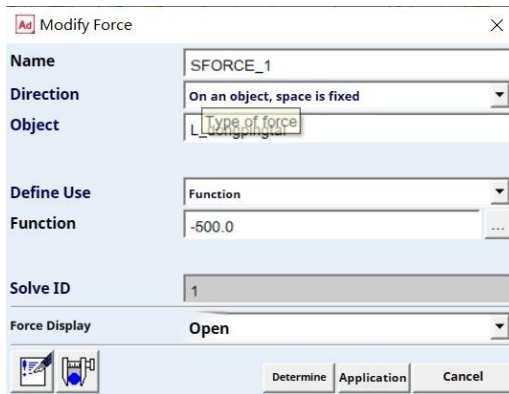 Ad Modify Force
Name SFORCE_1
Direction On an object, space is fixed
Type of force
Object L_dongpingtai
Define Use Function
Function -500.0 ...
Solve ID 1
Force Display Open
Determine Application Cancel